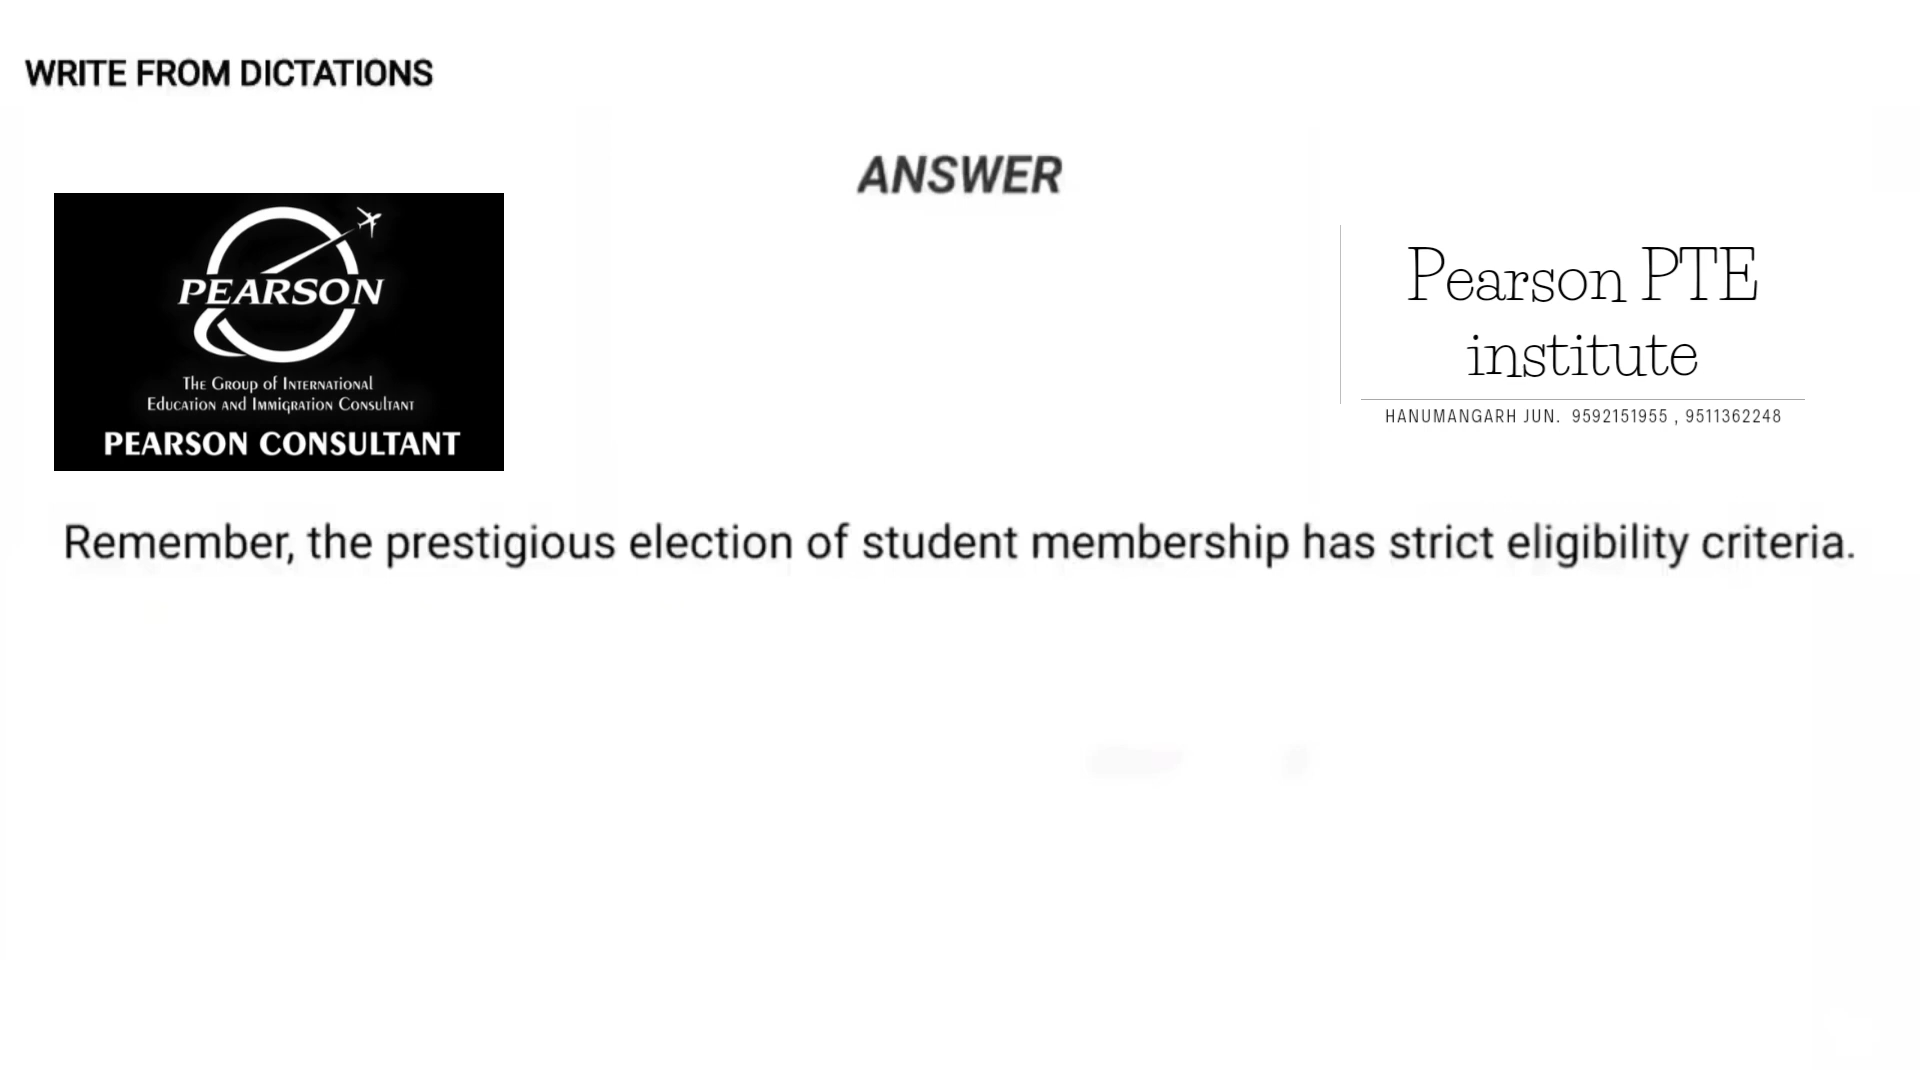 WRITE FROM DICTATIONS
ANSWER
PEARSON
The Group of International
Education and Immigration Consultant
PEARSON CONSULTANT
Pearson PTE
institute
HANUMANGARH JUN. 9592151955 , 9511362248
Remember, the prestigious election of student membership has strict eligibility criteria.